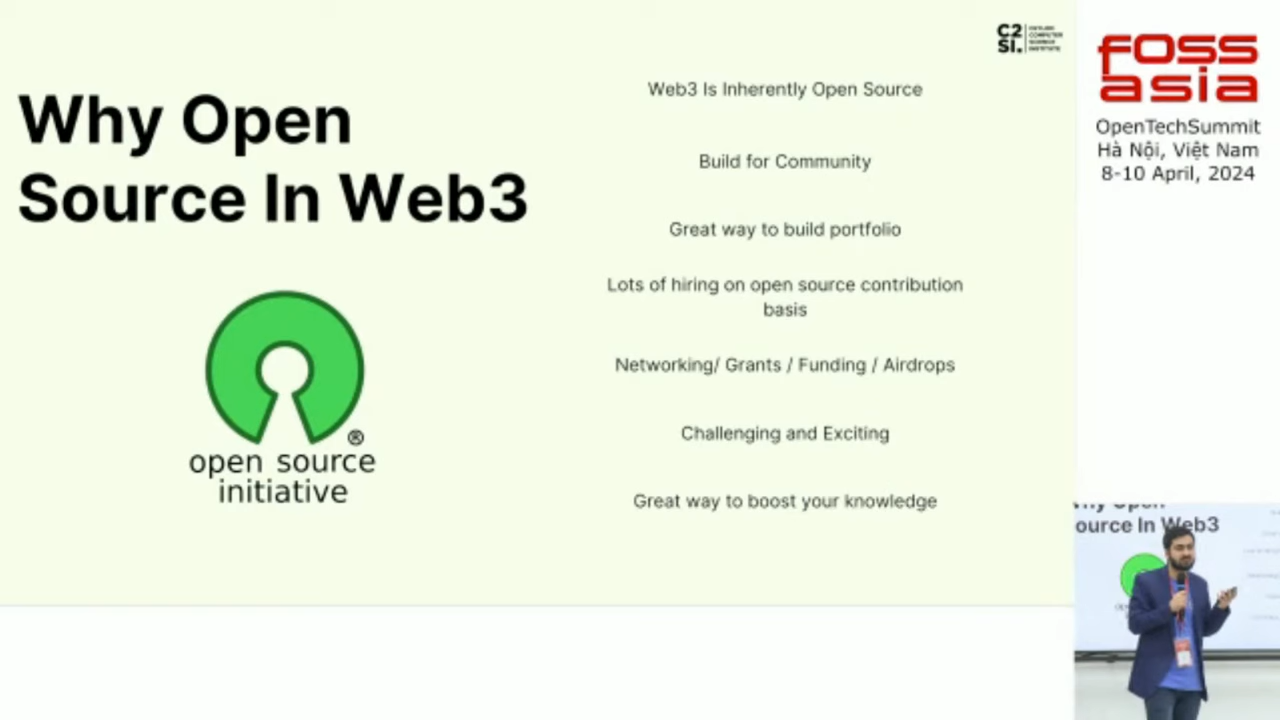 Why Open
Source In Web3
open source
initiative
®
C2
SI.
Web3 Is Inherently Open Source
Build for Community
Great way to build portfolio
Lots of hiring on open source contribution
basis
Networking/ Grants / Funding / Airdrops
Challenging and Exciting
Great way to boost your knowledge
FOSS
asia
OpenTechSummit
Hà Nội, Việt Nam
8-10 April, 2024
Why Open
ource In Web3